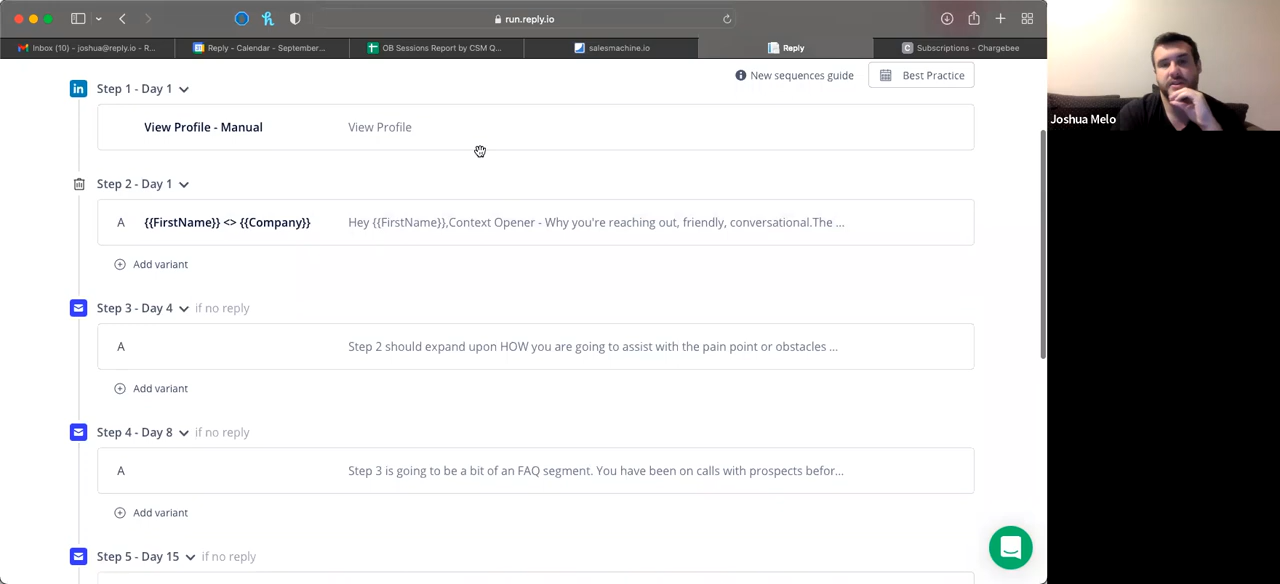 run.reply.io
Inbox (10) - joshua@reply.io - R...
Reply - Calendar - September...
OB Sessions Report by CSM Q...
salesmachine.io
Reply
Subscriptions - Chargebee
New sequences guide
Best Practice
in
Step 1 - Day 1
View Profile - Manual
View Profile
Step 2 - Day 1
A
{{FirstName}} <> {{Company}}
Hey {{FirstName}},Context Opener - Why you're reaching out, friendly, conversational.The ...
Add variant
Step 3 - Day 4
if no reply
A
Step 2 should expand upon HOW you are going to assist with the pain point or obstacles ...
Add variant
Step 4 - Day 8
if no reply
A
Step 3 is going to be a bit of an FAQ segment. You have been on calls with prospects befor...
Add variant
Step 5 - Day 15
if no reply
Joshua Melo